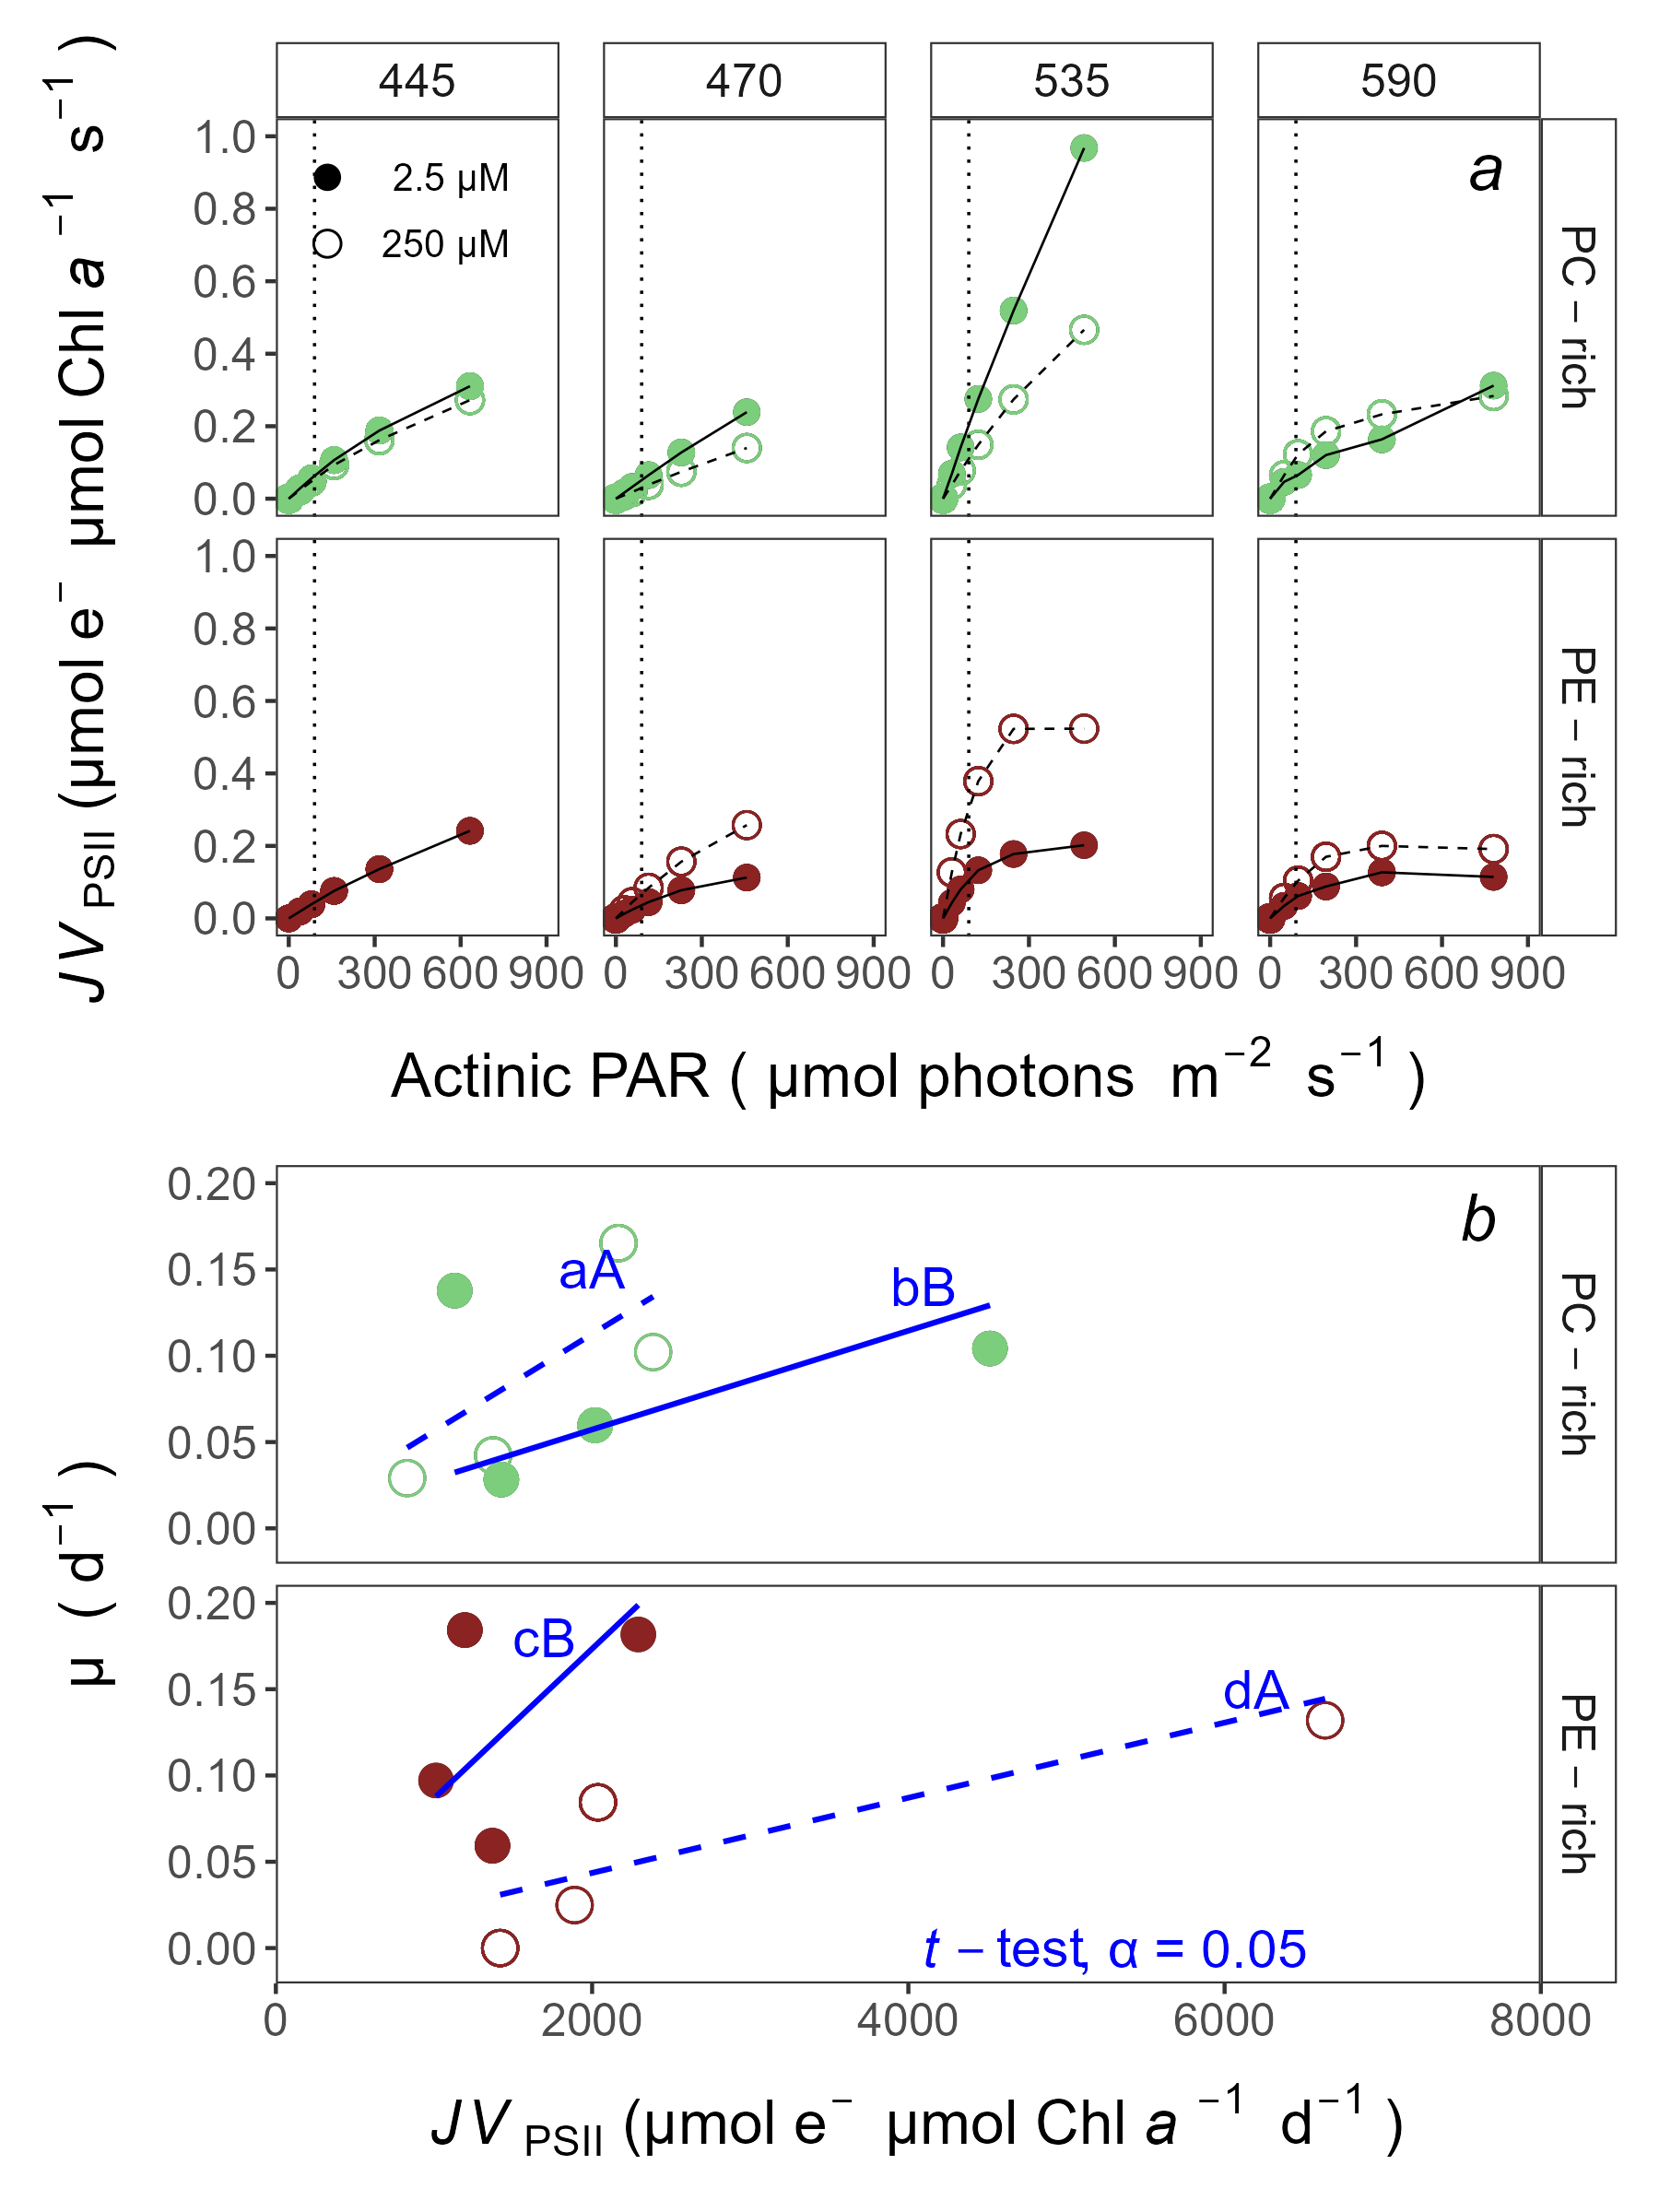 445 470 535 590
JV PSII (µmol e⁻ µmol Chl a ⁻¹ s⁻¹ )
1.0
0.8
0.6
0.4
0.2
0.0
2.5 µM
250 µM
a
PC – rich
1.0
0.8
0.6
0.4
0.2
0.0
PE – rich
0 300 600 900 0 300 600 900 0 300 600 900 0 300 600 900
Actinic PAR ( µmol photons m⁻² s⁻¹ )
µ ( d⁻¹ )
0.20
0.15
0.10
0.05
0.00
aA
bB
b
PC – rich
0.20
0.15
0.10
0.05
0.00
cB
dA
t – test, α = 0.05
PE – rich
0 2000 4000 6000 8000
JV PSII (µmol e⁻ µmol Chl a ⁻¹ d⁻¹ )